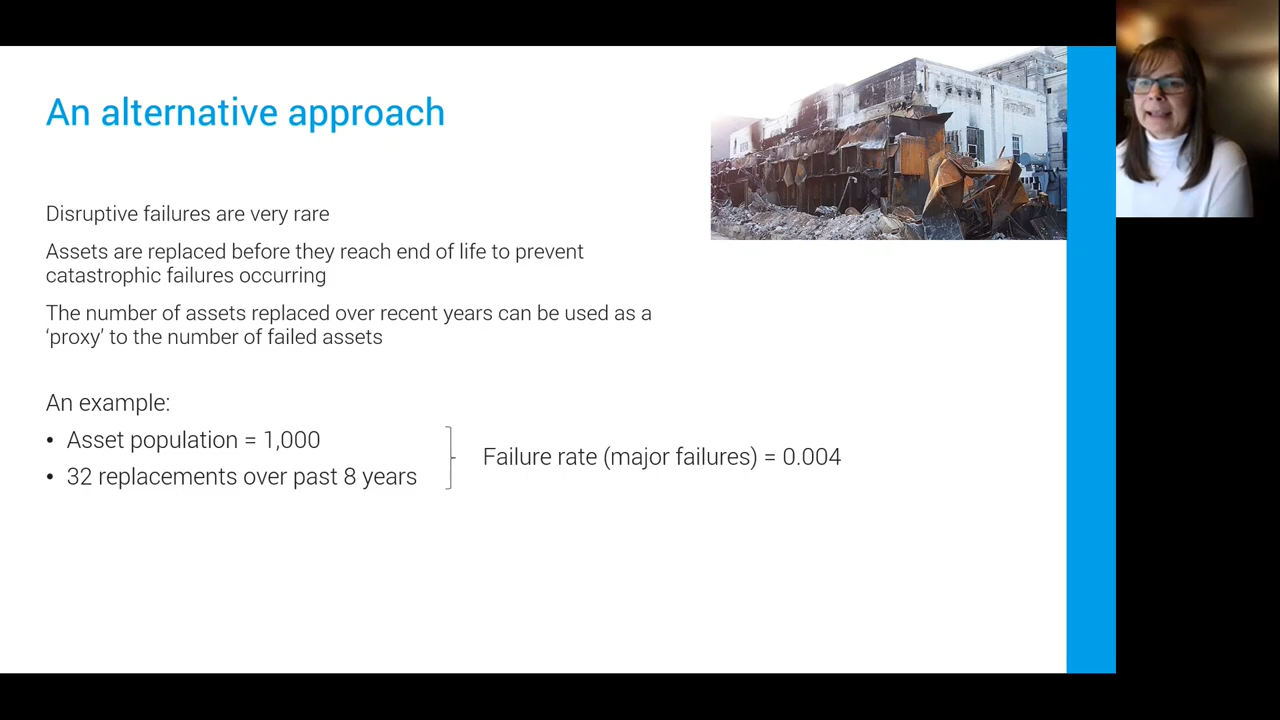 An alternative approach
Disruptive failures are very rare
Assets are replaced before they reach end of life to prevent
catastrophic failures occurring
The number of assets replaced over recent years can be used as a
‘proxy’ to the number of failed assets
An example:
• Asset population = 1,000
• 32 replacements over past 8 years
Failure rate (major failures) = 0.004